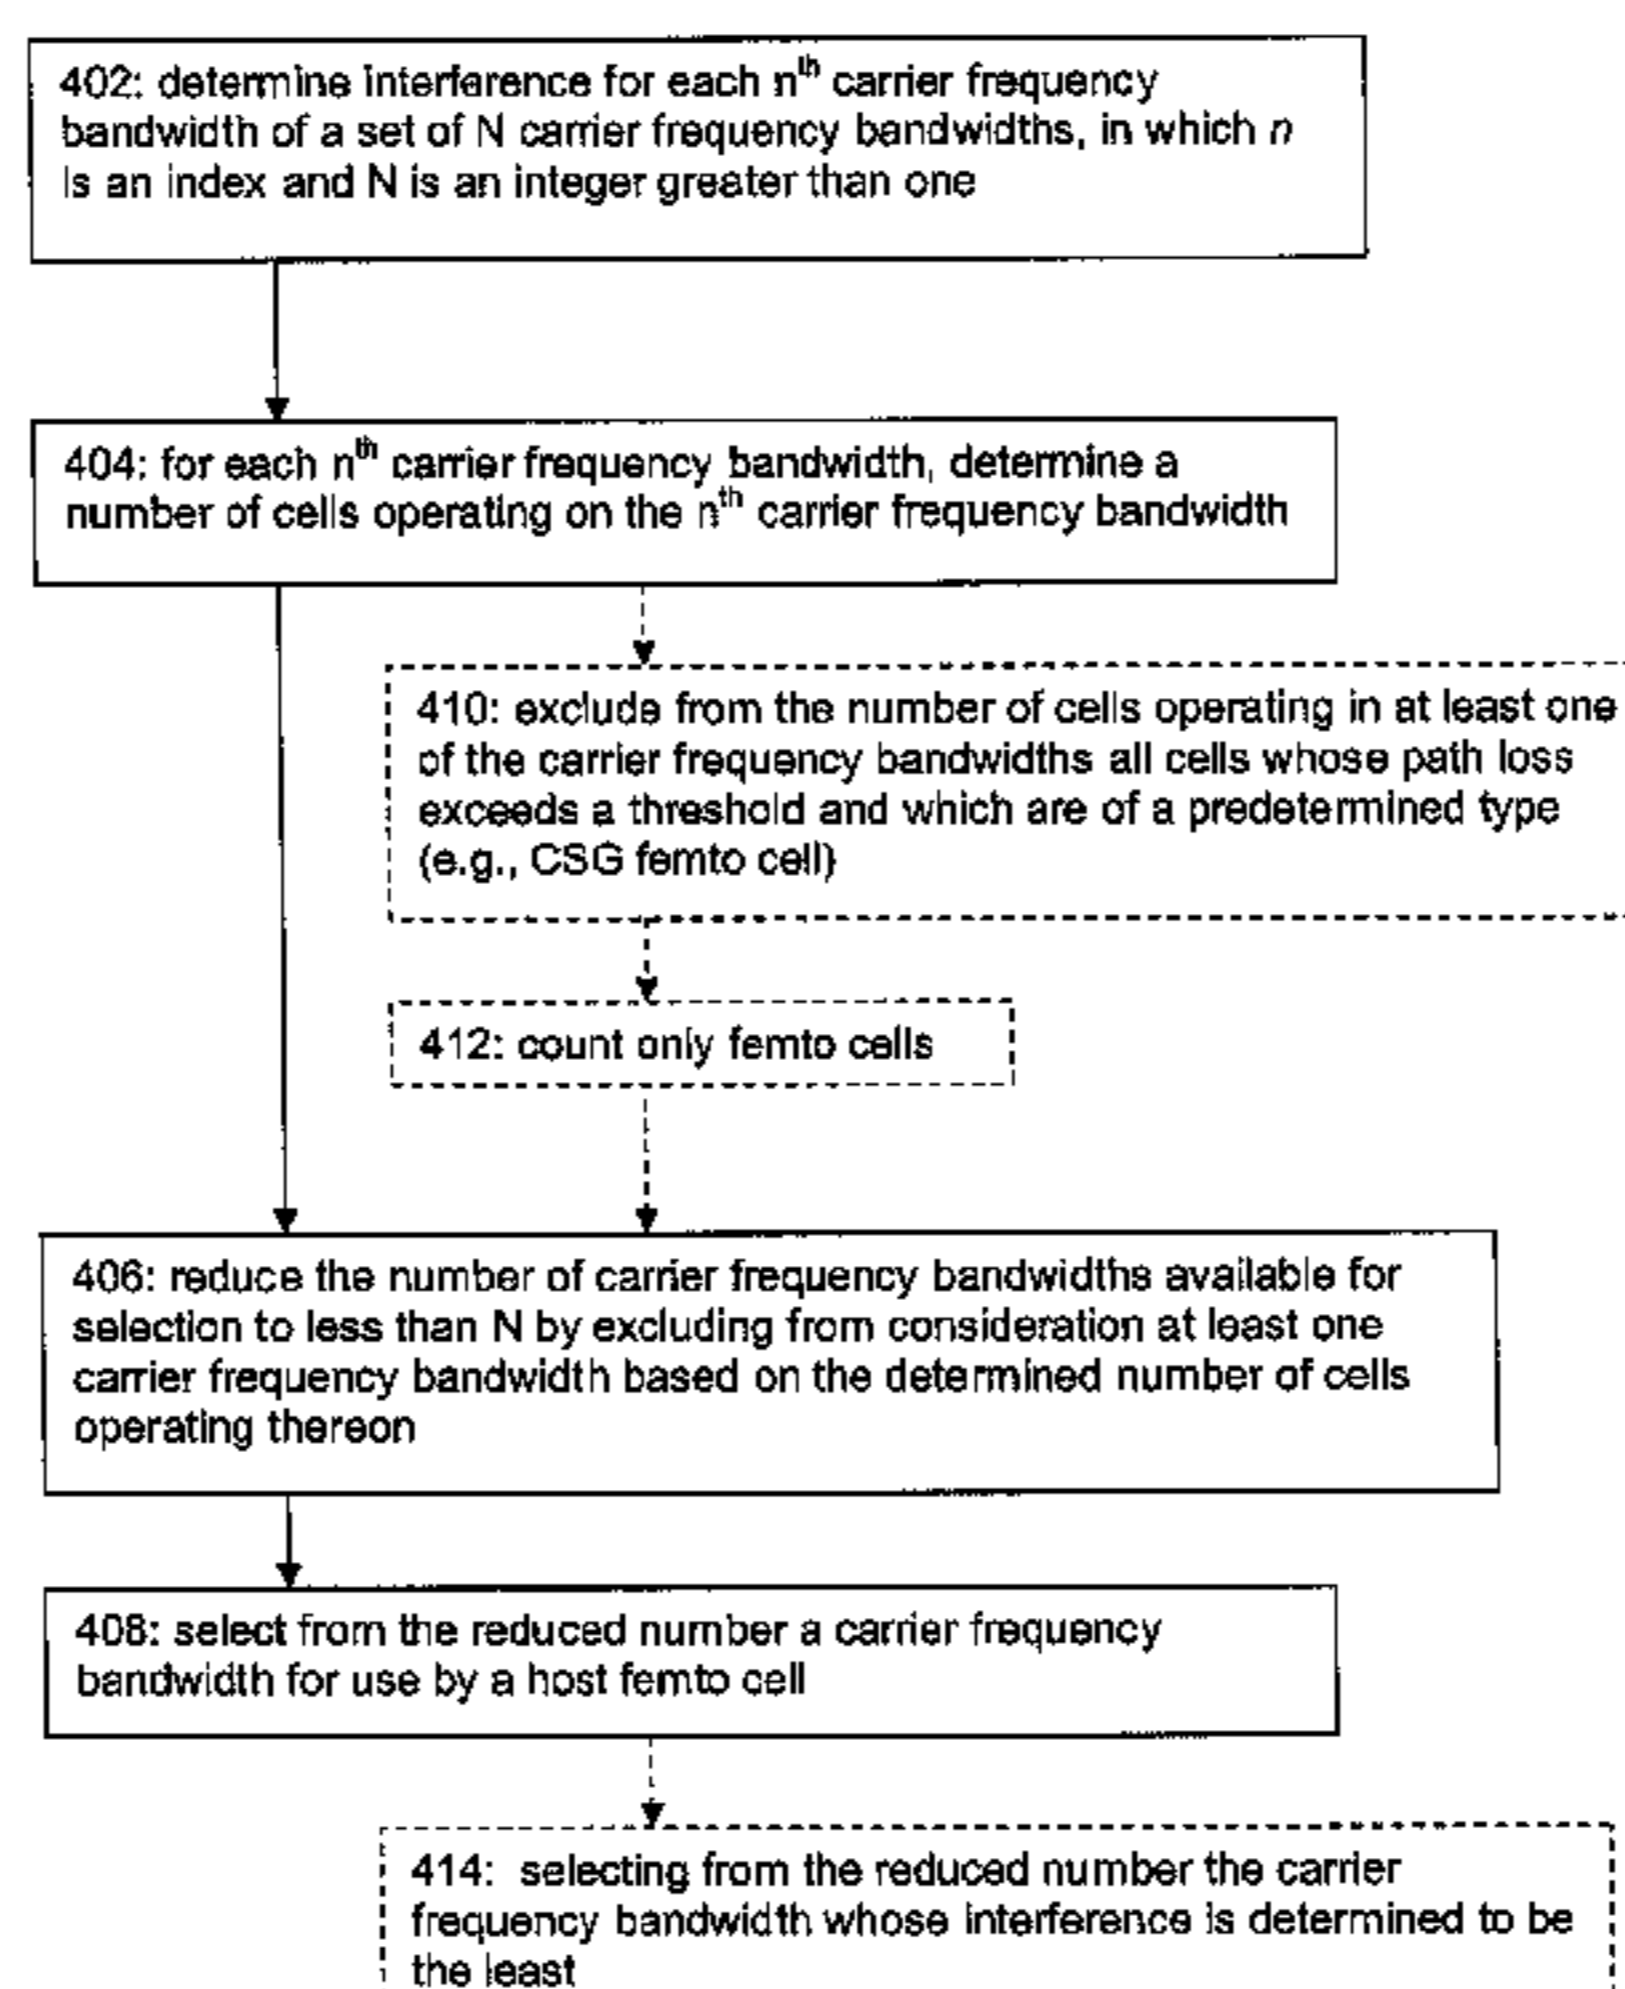 402: determine interference for each nth carrier frequency
bandwidth of a set of N carrier frequency bandwidths, in which n
is an index and N is an integer greater than one
404: for each nth carrier frequency bandwidth, determine a
number of cells operating on the nth carrier frequency bandwidth
410: exclude from the number of cells operating in at least one
of the carrier frequency bandwidths all cells whose path loss
exceeds a threshold and which are of a predetermined type
(e.g., CSG femto cell)
412: count only femto cells
406: reduce the number of carrier frequency bandwidths available for
selection to less than N by excluding from consideration at least one
carrier frequency bandwidth based on the determined number of cells
operating thereon
408: select from the reduced number a carrier frequency
bandwidth for use by a host femto cell
414: selecting from the reduced number the carrier
frequency bandwidth whose interference is determined to be
the least